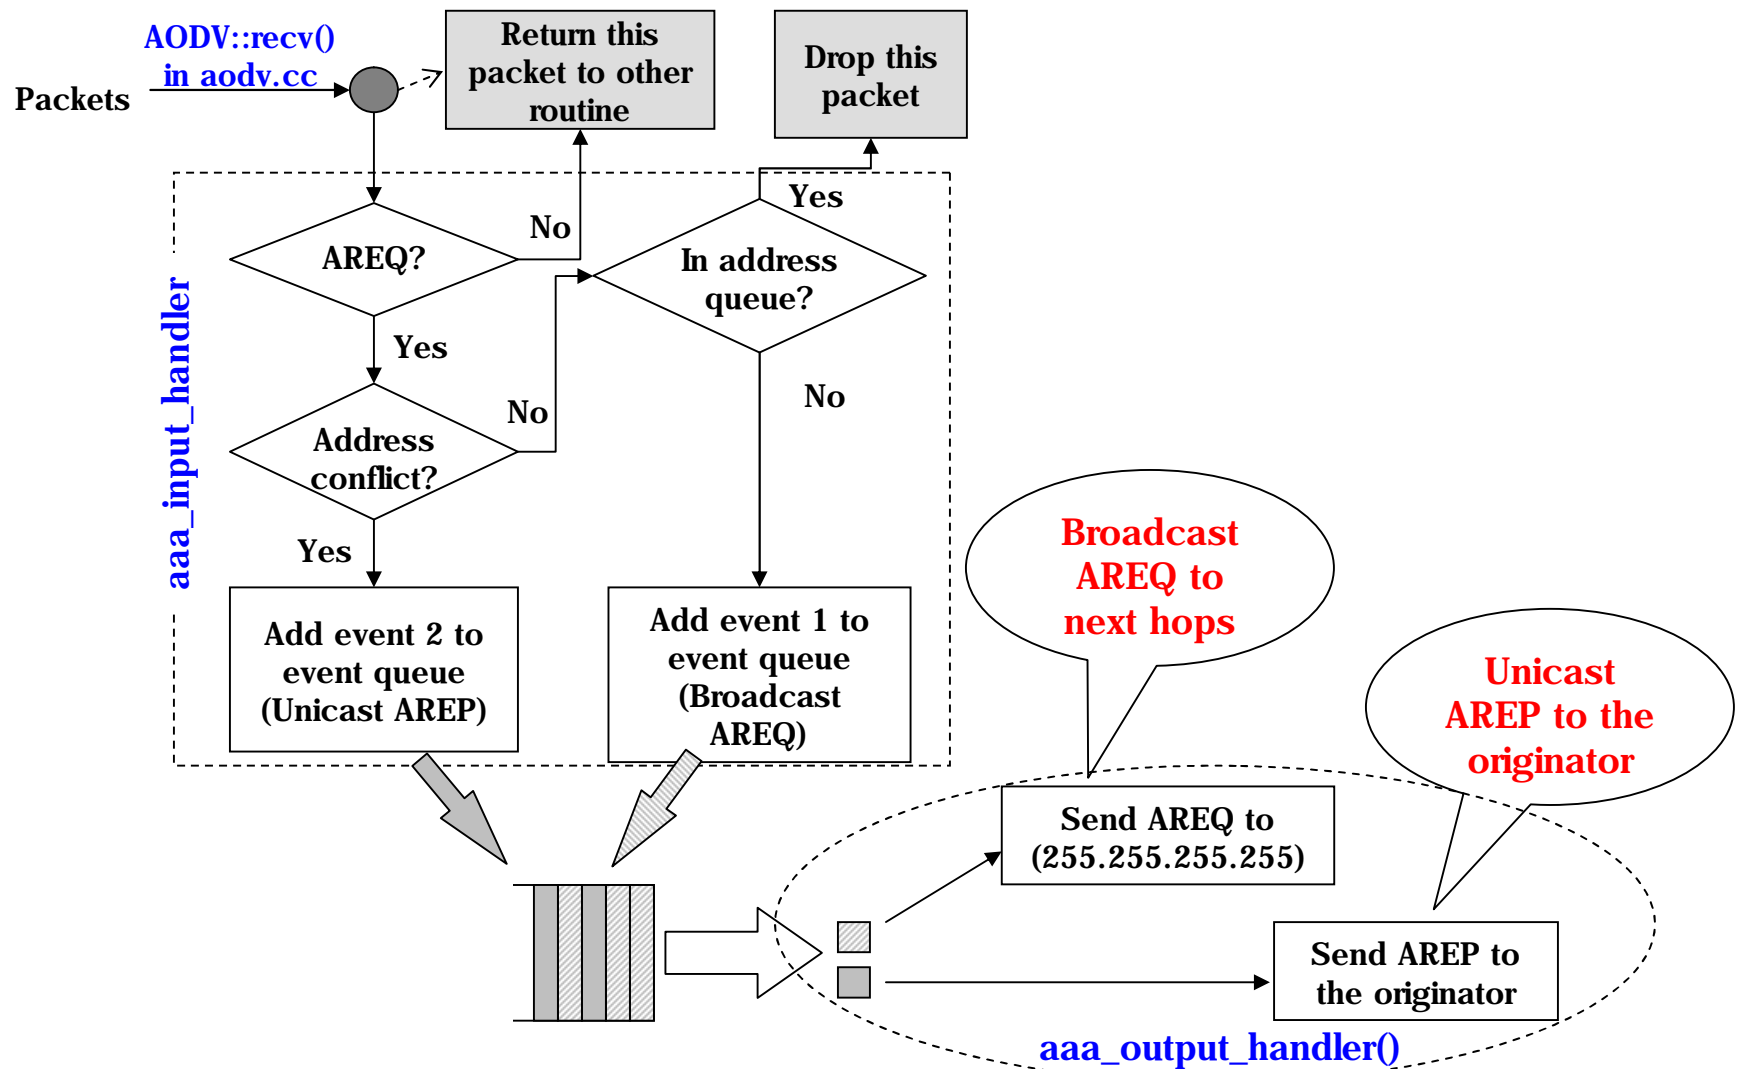 AODV::recv()
in aodv.cc
Packets
Return this
packet to other
routine
Drop this
packet
aaa_input_handler
AREQ?
No
Yes
In address
queue?
Yes
No
Address
conflict?
No
Yes
Add event 2 to
event queue
(Unicast AREP)
Add event 1 to
event queue
(Broadcast
AREQ)
Broadcast
AREQ to
next hops
Unicast
AREP to the
originator
Send AREQ to
(255.255.255.255)
Send AREP to
the originator
aaa_output_handler()